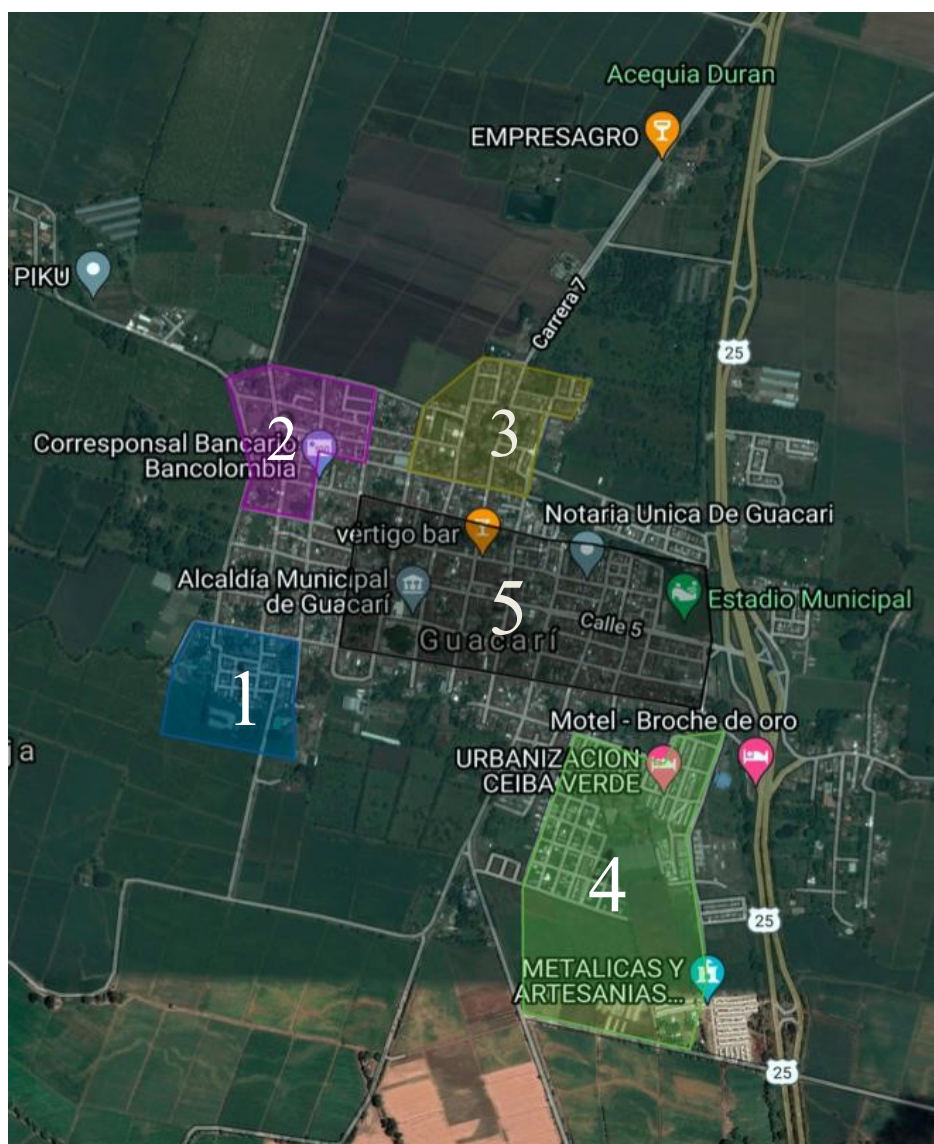 Acequia Duran
EMPRESAGRO
PIKU
Carrera 7
25
Corresponsal Bancario
Bancolombia
2
3
vértigo bar
Notaria Unica De Guacari
Alcaldía Municipal
de Guacarí
5
Calle 5
Estadio Municipal
Guacarí
1
ja
Motel - Broche de oro
URBANIZACION
CEIBA VERDE
4
25
METALICAS Y
ARTESANIAS...
25